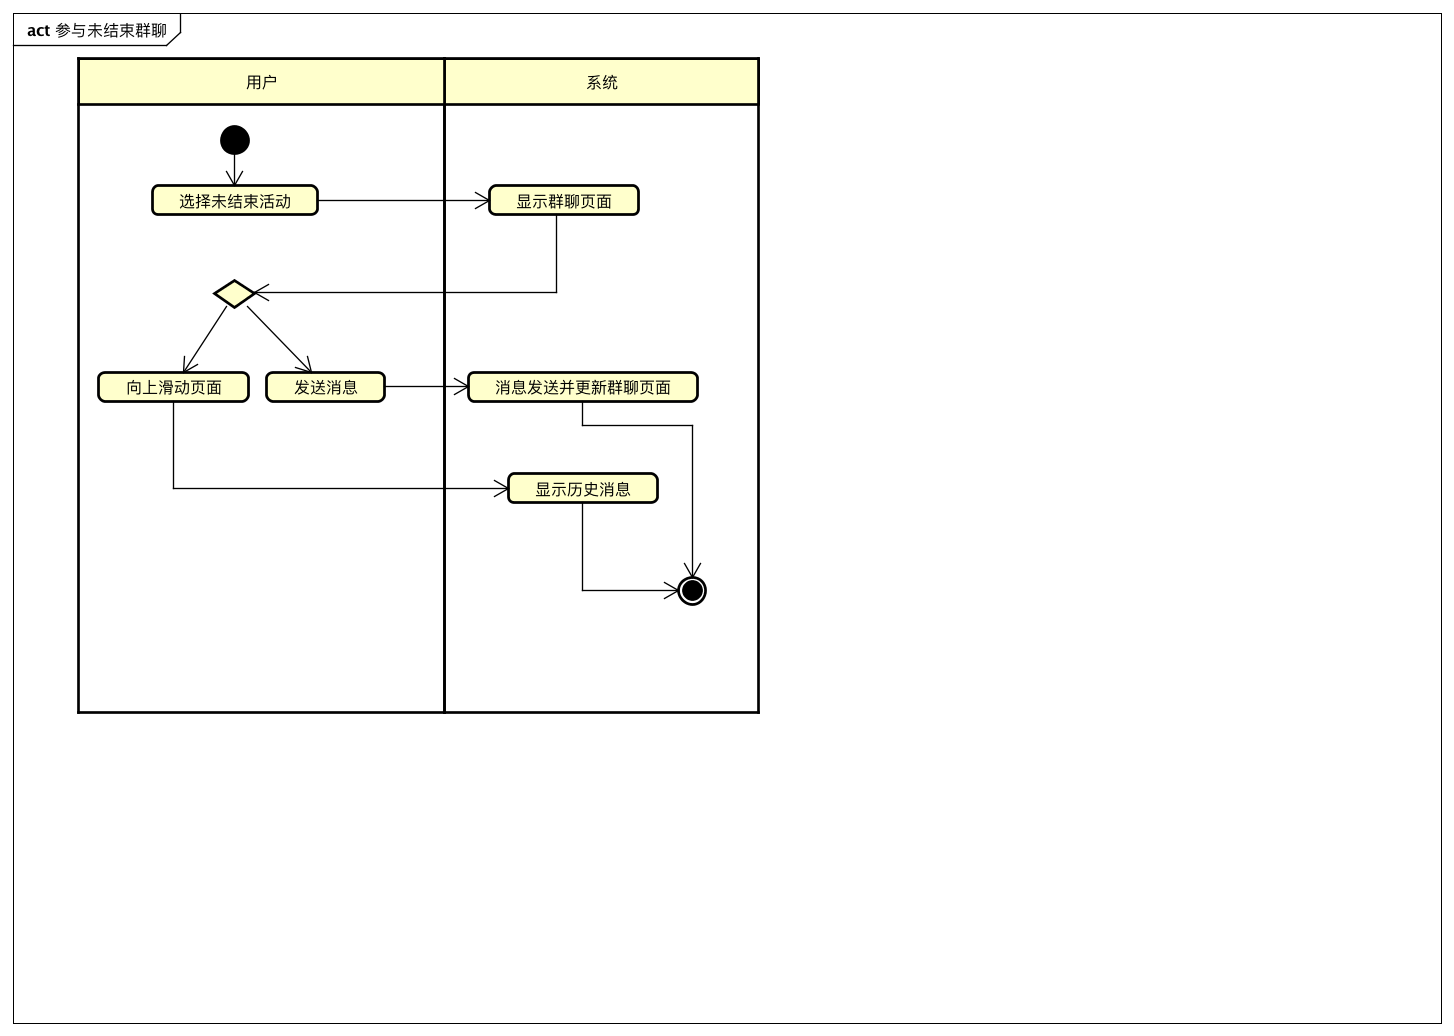 act 参与未结束群聊
用户
系统
选择未结束活动
显示群聊页面
向上滑动页面
发送消息
消息发送并更新群聊页面
显示历史消息